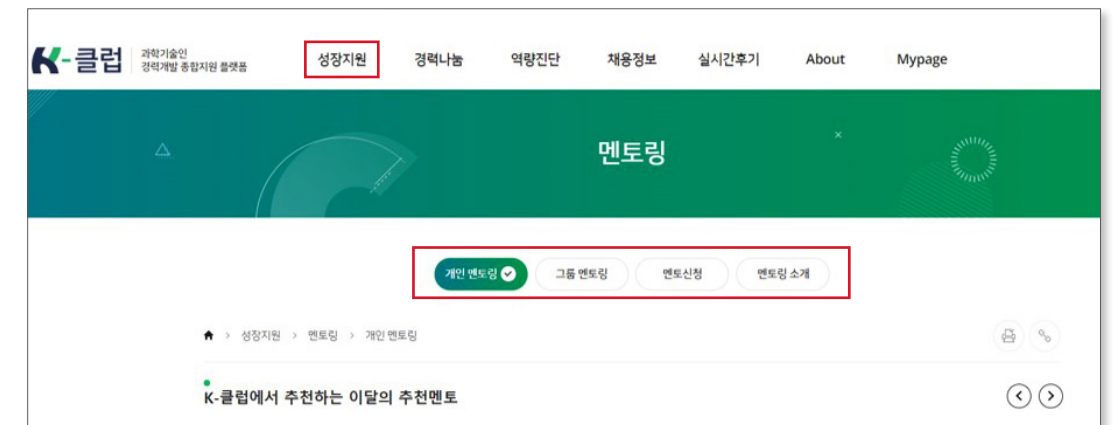 K-클럽
과학기술인
경력개발 종합지원 플랫폼
성장지원 경력나눔 역량진단 채용정보 실시간후기 About Mypage
멘토링
개인 멘토링 그룹 멘토링 멘토신청 멘토링 소개
> 성장지원 > 멘토링 > 개인 멘토링
K-클럽에서 추천하는 이달의 추천멘토